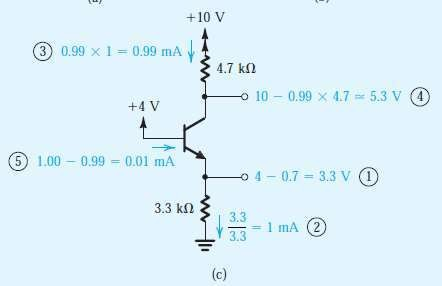 +10 V
③ 0.99 × 1 = 0.99 mA
4.7 kΩ
10 − 0.99 × 4.7 ≃ 5.3 V ④
+4 V
⑤ 1.00 − 0.99 = 0.01 mA
4 − 0.7 = 3.3 V ①
3.3 kΩ
3.3
3.3 = 1 mA ②
(c)